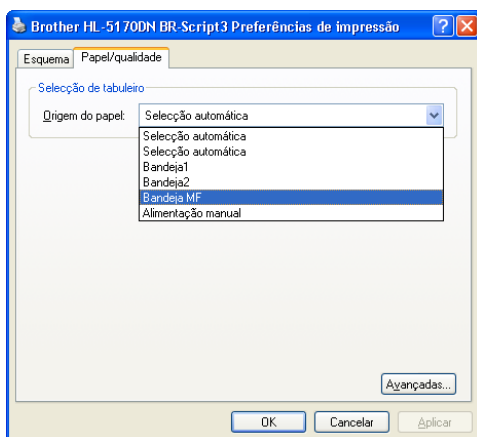 Brother HL-5170DN BR-Script3 Preferências de impressão
Esquema Papel/qualidade
Selecção de tabuleiro
Origem do papel: Selecção automática
Selecção automática
Selecção automática
Bandeja1
Bandeja2
Bandeja MF
Alimentação manual
Avançadas...
OK Cancelar Aplicar